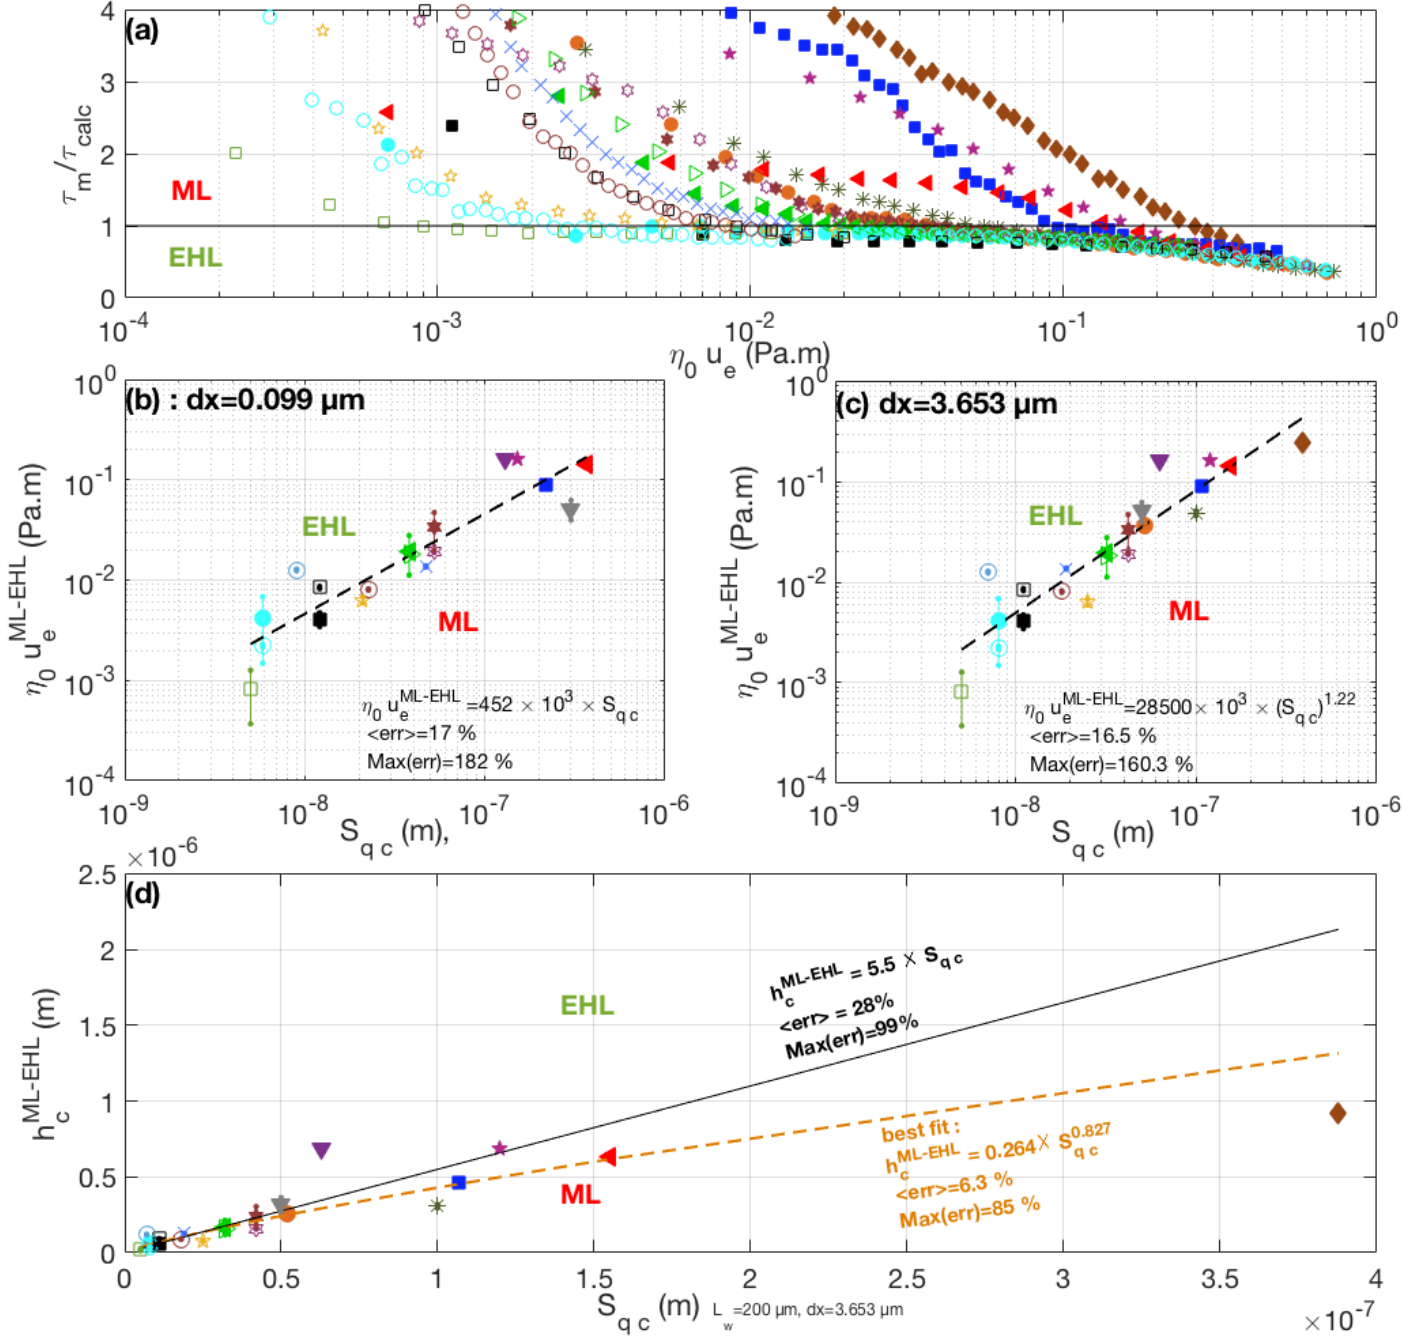 (a)
τm/τcalc
4
3
2
1
0
ML
EHL
10^-4
10^-3
10^-2
10^-1
10^0
η0 ue (Pa.m)
(b) : dx=0.099 µm
η0 ue^ML-EHL (Pa.m)
10^0
10^-1
10^-2
10^-3
10^-4
EHL
ML
η0 ue^ML-EHL =452 × 10^3 × Sq c
<err>=17 %
Max(err)=182 %
10^-9
10^-8
10^-7
10^-6
Sq c (m),
(c) dx=3.653 µm
η0 ue^ML-EHL (Pa.m)
10^0
10^-1
10^-2
10^-3
10^-4
EHL
ML
η0 ue^ML-EHL=28500× 10^3 × (Sq c)^1.22
<err>=16.5 %
Max(err)=160.3 %
10^-9
10^-8
10^-7
10^-6
Sq c (m)
×10^-6
(d)
hc^ML-EHL (m)
2.5
2
1.5
1
0.5
0
EHL
ML
hc^ML-EHL = 5.5 × Sq c
<err> = 28%
Max(err)=99%
best fit :
hc^ML-EHL = 0.264 × Sq c^0.827
<err>=6.3 %
Max(err)=85 %
0
0.5
1
1.5
2
2.5
3
3.5
4
×10^-7
Sq c (m) Lw=200 µm, dx=3.653 µm